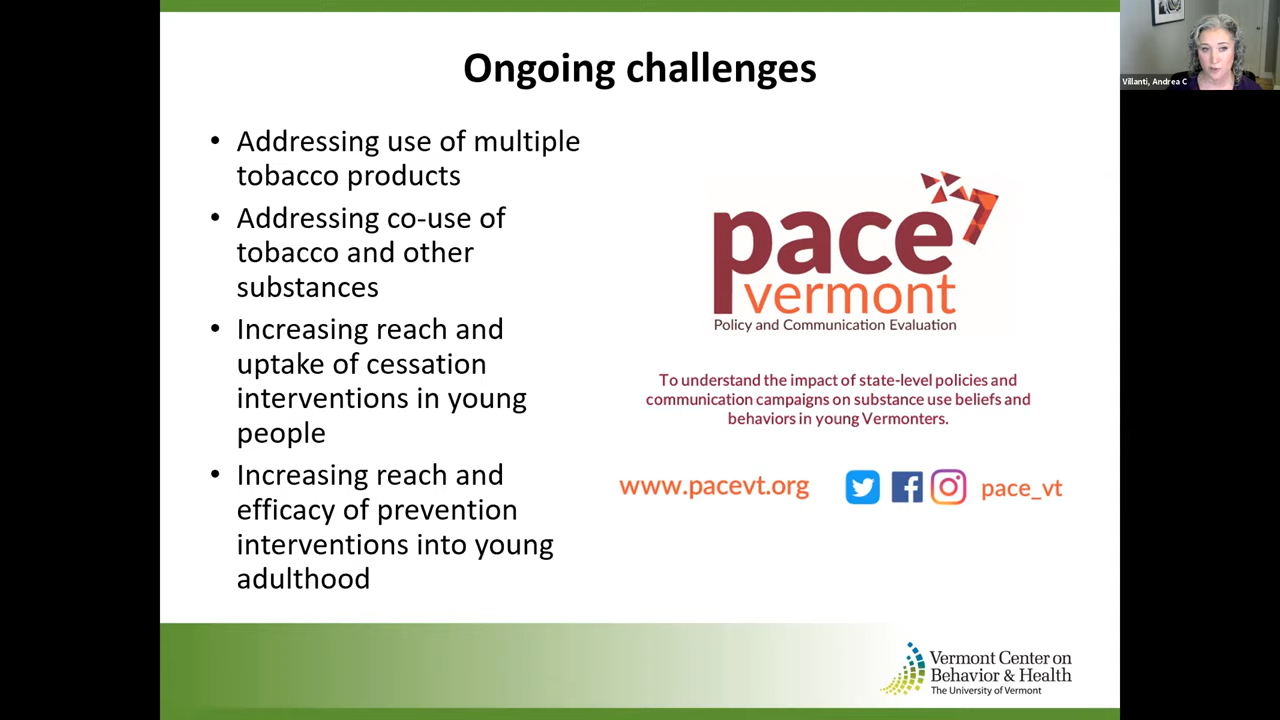 Ongoing challenges
• Addressing use of multiple
tobacco products
• Addressing co-use of
tobacco and other
substances
• Increasing reach and
uptake of cessation
interventions in young
people
• Increasing reach and
efficacy of prevention
interventions into young
adulthood
pace
vermont
Policy and Communication Evaluation
To understand the impact of state-level policies and
communication campaigns on substance use beliefs and
behaviors in young Vermonters.
www.pacevt.org
pace_vt
Vermont Center on
Behavior & Health
The University of Vermont
Villanti, Andrea C